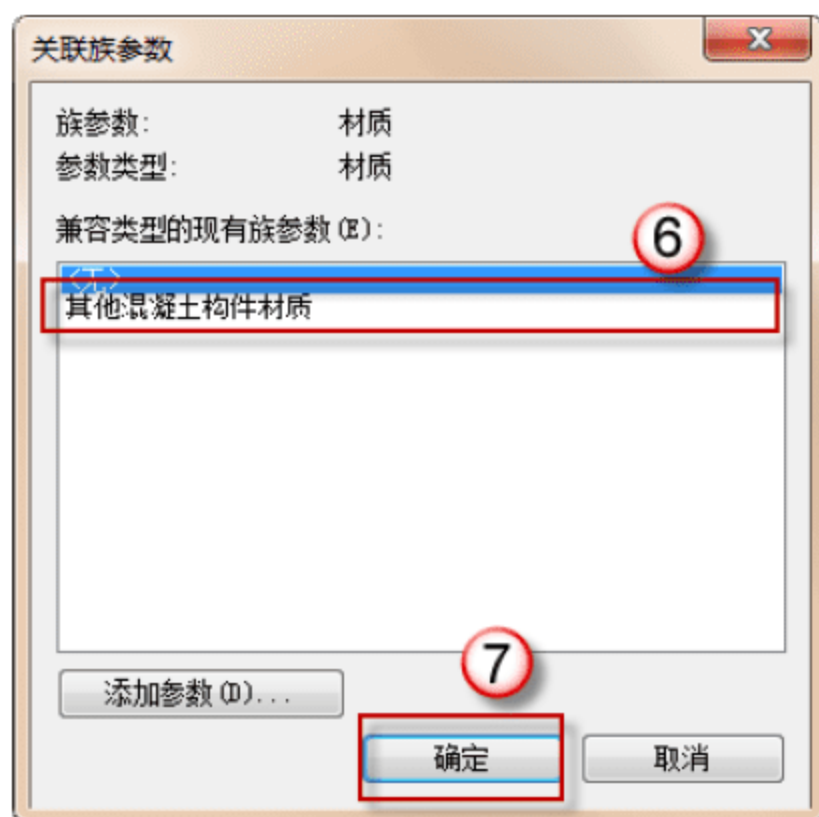 关联族参数
族参数: 材质
参数类型: 材质
兼容类型的现有族参数(E):
6
<无>
其他混凝土构件材质
7
添加参数(D)...
确定 取消